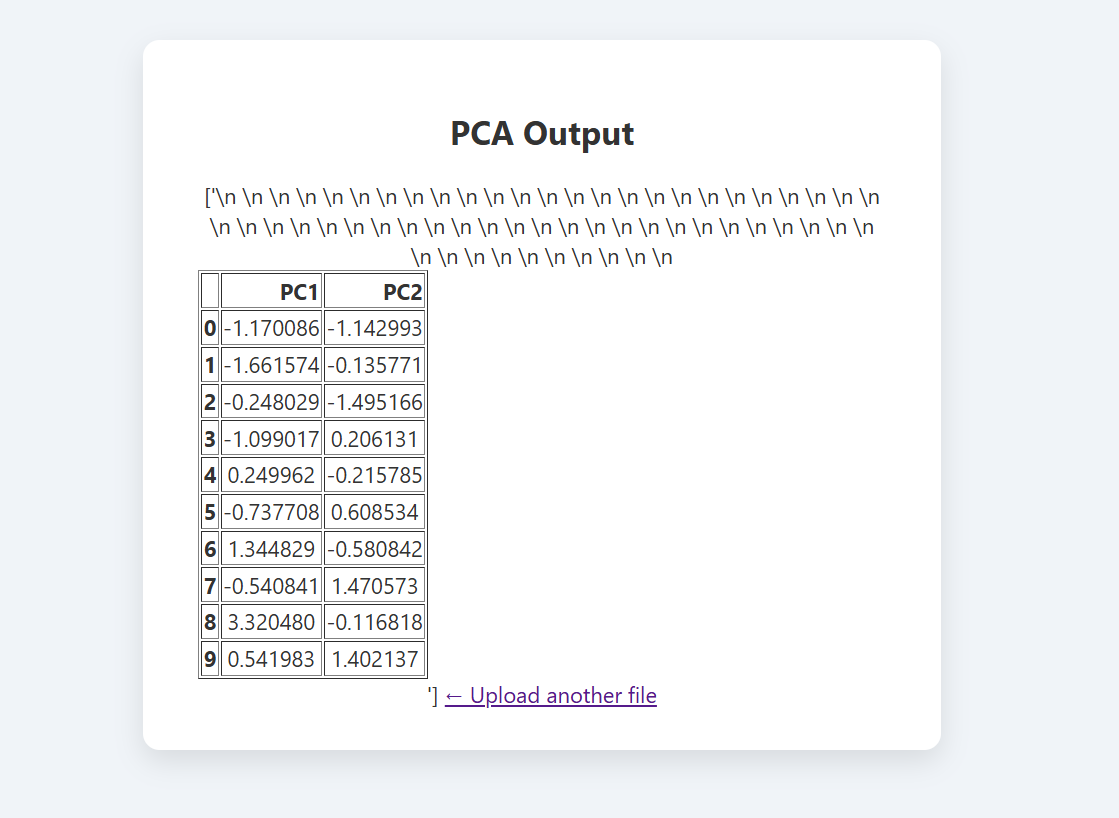 PCA Output
['\n \n \n \n \n \n \n \n \n \n \n \n \n \n \n \n \n \n \n \n \n \n \n \n \n
\n \n \n \n \n \n \n \n \n \n \n \n \n \n \n \n \n \n \n \n \n \n \n \n \n
\n \n \n \n \n \n \n \n \n \n
PC1 PC2
0 -1.170086 -1.142993
1 -1.661574 -0.135771
2 -0.248029 -1.495166
3 -1.099017 0.206131
4 0.249962 -0.215785
5 -0.737708 0.608534
6 1.344829 -0.580842
7 -0.540841 1.470573
8 3.320480 -0.116818
9 0.541983 1.402137
'] ← Upload another file